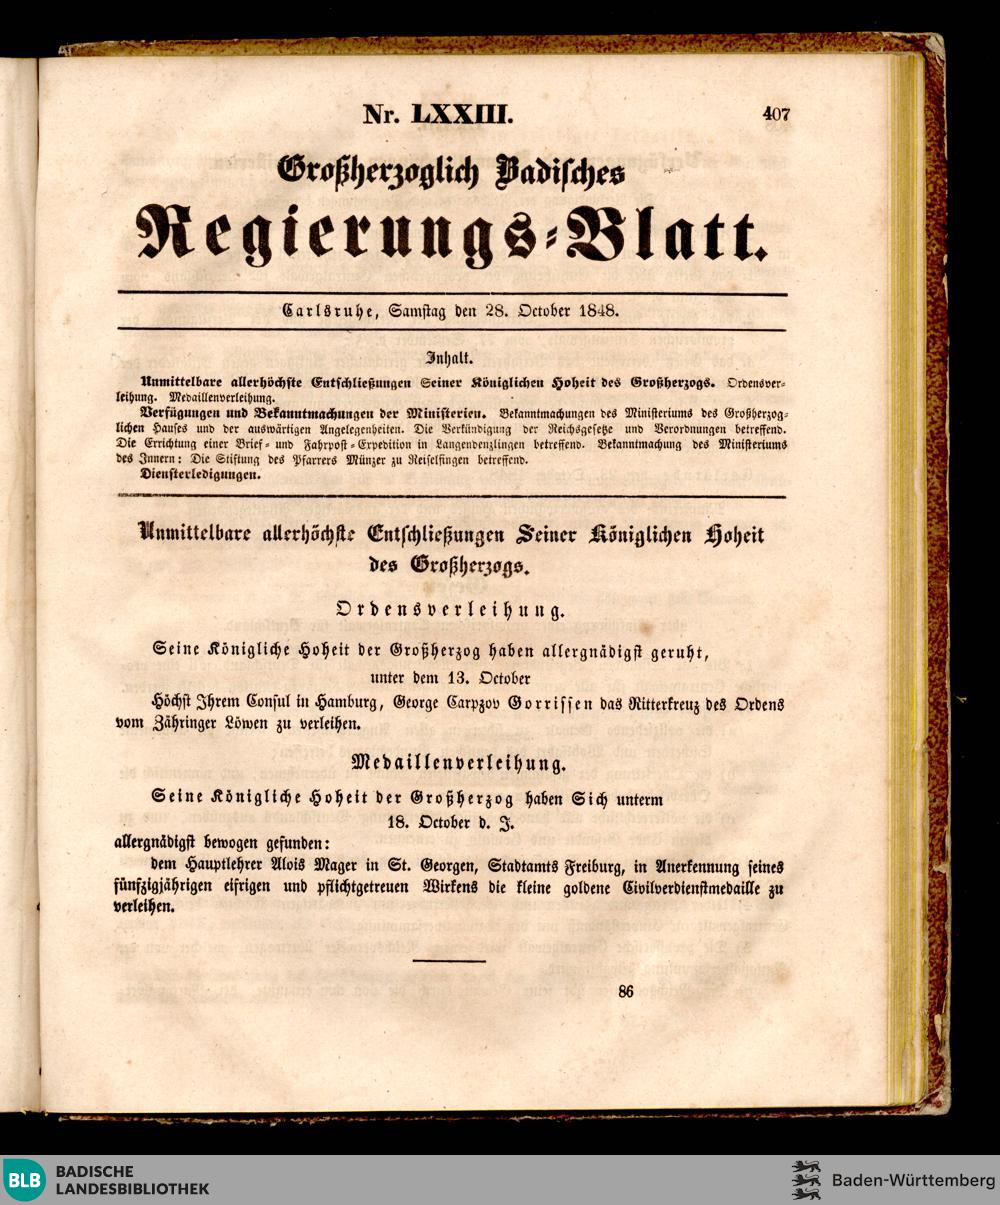 Nr. LXXIII.
407
Großherzoglich Badisches
Regierungs-Blatt.
Carlsruhe, Samstag den 28. October 1848.
Inhalt.
Unmittelbare allerhöchste Entschließungen Seiner Königlichen Hoheit des Großherzogs. Ordensver-
leihung. Medaillenverleihung.
Verfügungen und Bekanntmachungen der Ministerien. Bekanntmachungen des Ministeriums des Großherzog-
lichen Hauses und der auswärtigen Angelegenheiten. Die Verkündigung der Reichsgesetze und Verordnungen betreffend.
Die Errichtung einer Brief- und Fahrpost-Expedition in Langendenzlingen betreffend. Bekanntmachung des Ministeriums
des Innern: Die Stiftung des Pfarrers Münzer zu Reiselfingen betreffend.
Diensterledigungen.
Unmittelbare allerhöchste Entschließungen Seiner Königlichen Hoheit
des Großherzogs.
Ordensverleihung.
Seine Königliche Hoheit der Großherzog haben allergnädigst geruht,
unter dem 13. October
Höchst Ihrem Consul in Hamburg, George Carpzov Gorrissen das Ritterkreuz des Ordens
vom Zähringer Löwen zu verleihen.
Medaillenverleihung.
Seine Königliche Hoheit der Großherzog haben Sich unterm
18. October d. J.
allergnädigst bewogen gefunden:
dem Hauptlehrer Alois Mager in St. Georgen, Stadtamts Freiburg, in Anerkennung seines
fünfzigjährigen eifrigen und pflichtgetreuen Wirkens die kleine goldene Civilverdienstmedaille zu
verleihen.
86
BLB BADISCHE
LANDESBIBLIOTHEK
Baden-Württemberg